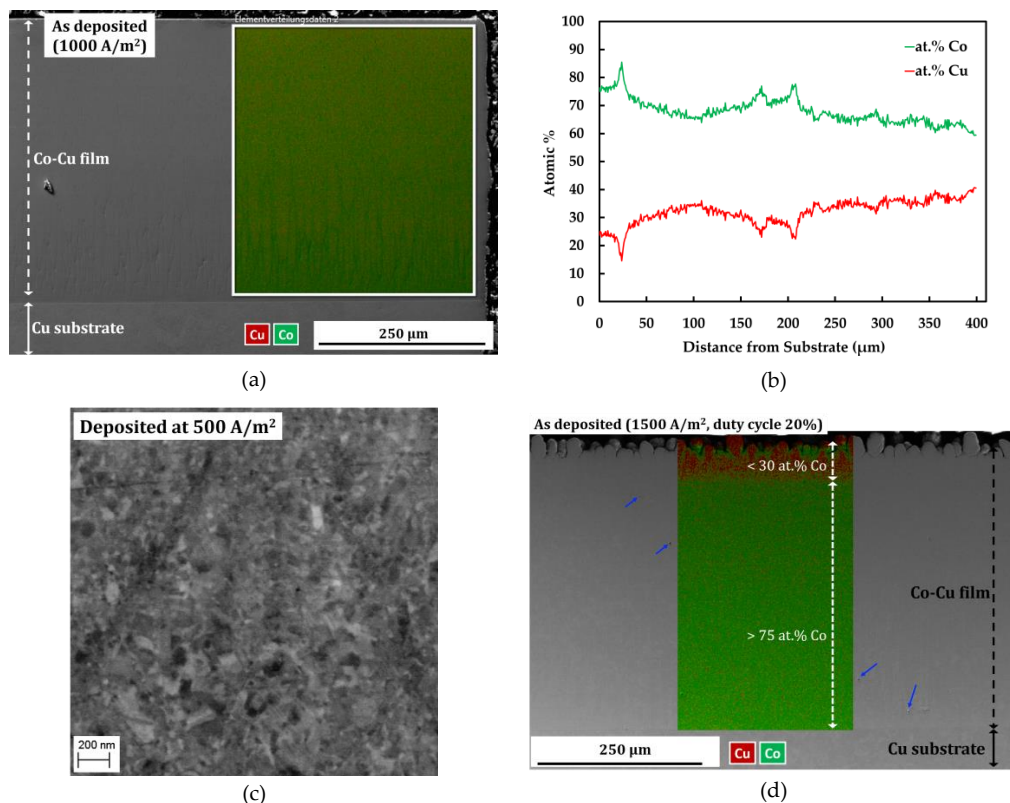 As deposited
(1000 A/m²)
Elementverteilungsdaten 2
Co-Cu film
Cu substrate
Cu Co
250 µm
(a)
at.% Co
at.% Cu
Atomic %
100
90
80
70
60
50
40
30
20
10
0
0 50 100 150 200 250 300 350 400
Distance from Substrate (µm)
(b)
Deposited at 500 A/m²
200 nm
(c)
As deposited (1500 A/m², duty cycle 20%)
< 30 at.% Co
Co-Cu film
> 75 at.% Co
250 µm
Cu Co
Cu substrate
(d)